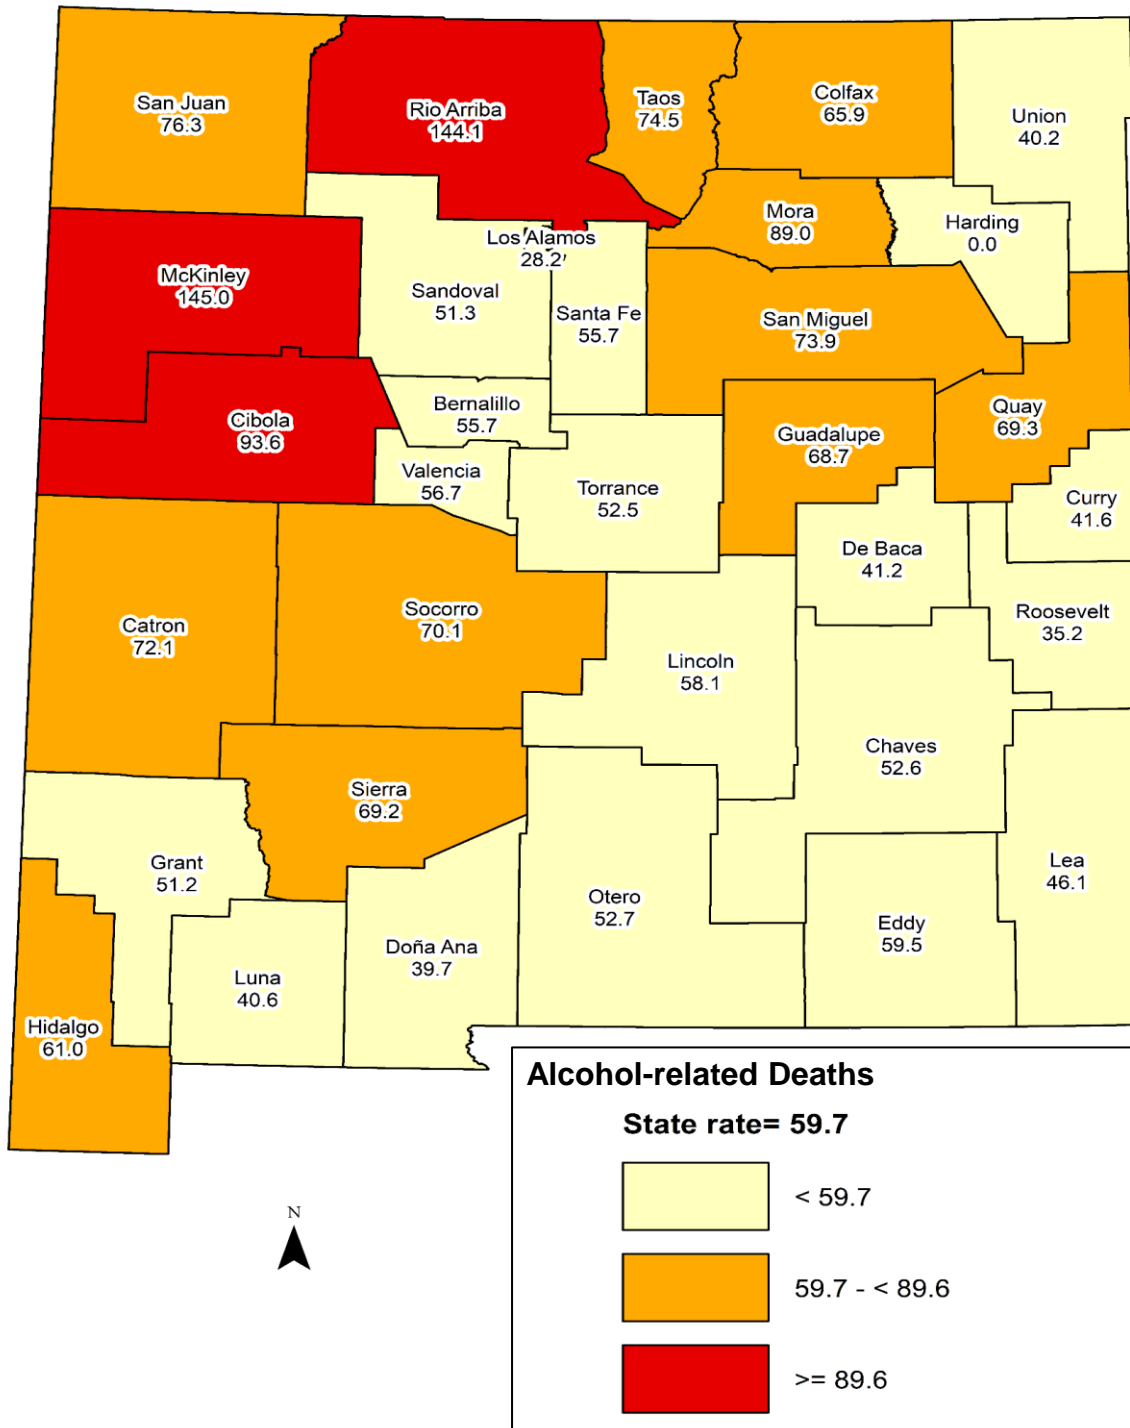 San Juan
76.3
Rio Arriba
144.1
Taos
74.5
Colfax
65.9
Union
40.2
Mora
89.0
Harding
0.0
Los Alamos
28.2
McKinley
145.0
Sandoval
51.3
Santa Fe
55.7
San Miguel
73.9
Cibola
93.6
Bernalillo
55.7
Quay
69.3
Guadalupe
68.7
Valencia
56.7
Torrance
52.5
Curry
41.6
De Baca
41.2
Roosevelt
35.2
Catron
72.1
Socorro
70.1
Lincoln
58.1
Chaves
52.6
Sierra
69.2
Grant
51.2
Lea
46.1
Otero
52.7
Eddy
59.5
Doña Ana
39.7
Luna
40.6
Hidalgo
61.0
Alcohol-related Deaths
State rate= 59.7
< 59.7
59.7 - < 89.6
>= 89.6
N